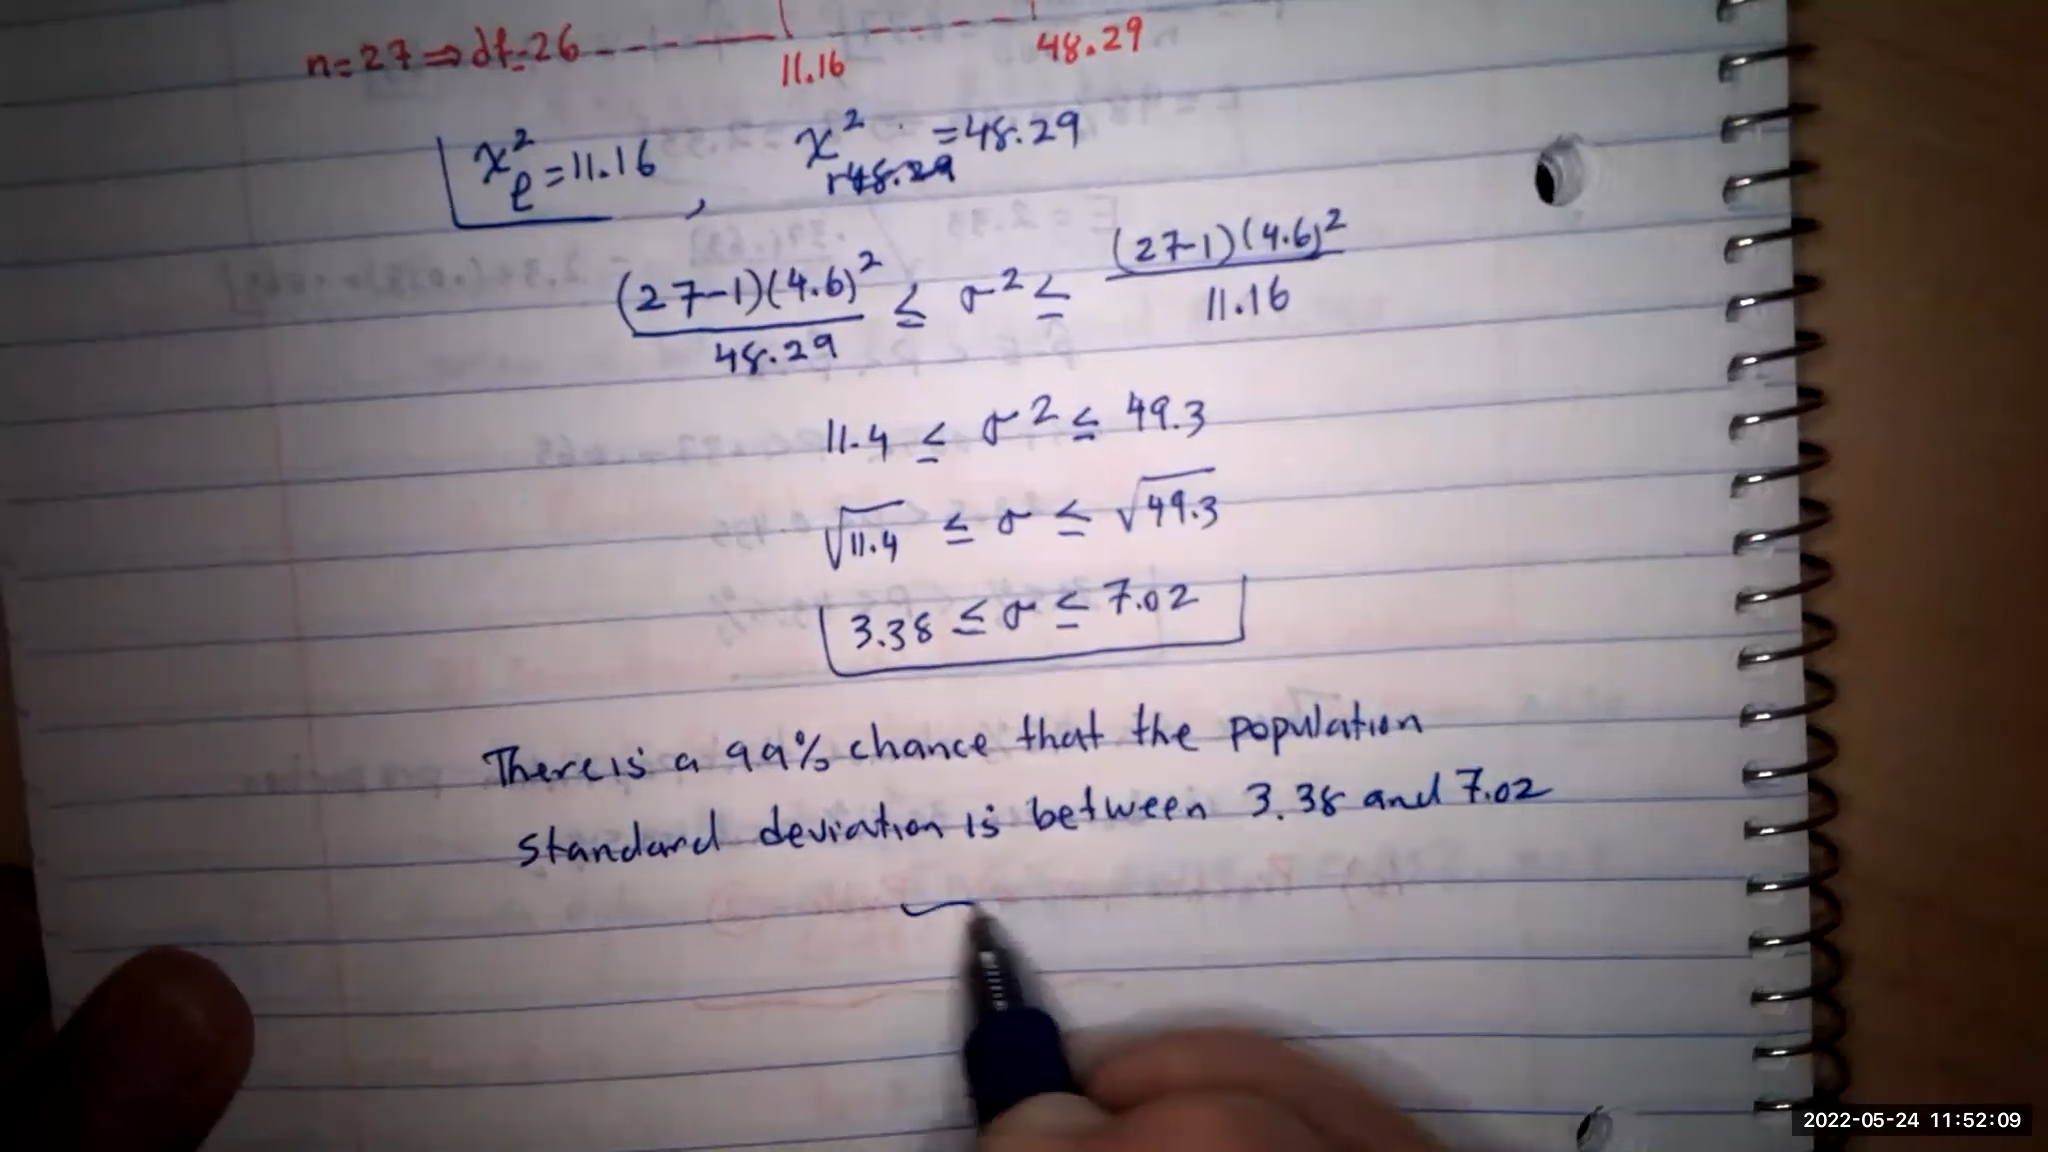 n=27 ⇒ df=26
11.16 48.29
χ²ℓ=11.16 , χ²r =48.29
48.29
(27-1)(4.6)²/48.29 ≤ σ² ≤ (27-1)(4.6)²/11.16
11.4 ≤ σ² ≤ 49.3
√11.4 ≤ σ ≤ √49.3
3.38 ≤ σ ≤ 7.02
There is a 99% chance that the population
standard deviation is between 3.38 and 7.02
2022-05-24 11:52:09